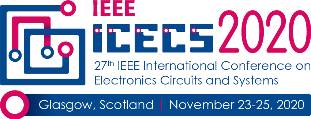 IEEE
ICECS2020
27th IEEE International Conference on
Electronics Circuits and Systems
Glasgow, Scotland | November 23-25, 2020